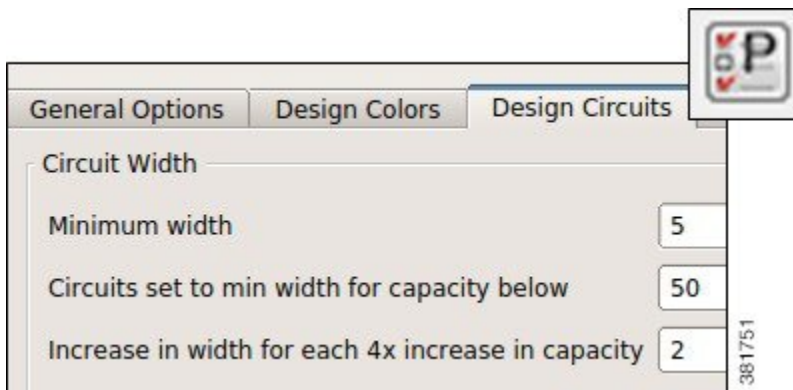 P
General Options Design Colors Design Circuits
Circuit Width
Minimum width 5
Circuits set to min width for capacity below 50
Increase in width for each 4x increase in capacity 2
381751